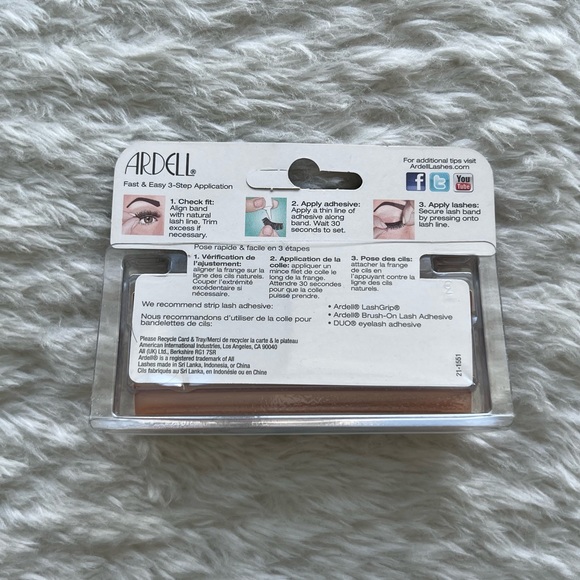 ARDELL®
For additional tips visit
ArdellLashes.com
Fast & Easy 3-Step Application
f t You Tube
1. Check fit:
Align band
with natural
lash line. Trim
excess if
necessary.
2. Apply adhesive:
Apply a thin line of
adhesive along
band. Wait 30
seconds to set.
3. Apply lashes:
Secure lash band
by pressing onto
lash line.
Pose rapide & facile en 3 étapes
1. Vérification de
l'ajustement:
aligner la frange sur la
ligne des cils naturels.
Couper l'extrémité
excédentaire si
nécessaire.
2. Application de la
colle: appliquer un
mince filet de colle le
long de la frange.
Attendre 30 secondes
pour que la colle
puisse prendre.
3. Pose des cils:
attacher la frange
de cils en
l'appuyant contre la
ligne des cils
naturels.
We recommend strip lash adhesive:
Nous recommandons d'utiliser de la colle pour
bandelettes de cils:
• Ardell® LashGrip®
• Ardell® Brush-On Lash Adhesive
• DUO® eyelash adhesive
Please Recycle Card & Tray/Merci de recycler la carte & le plateau
American International Industries, Los Angeles, CA 90040
AII (UK) Ltd., Berkshire RG1 7SR
Ardell® is a registered trademark of AII
Lashes made in Sri Lanka, Indonesia, or China
Cils fabriqués au Sri Lanka, en Indonésie ou en China
21-1551